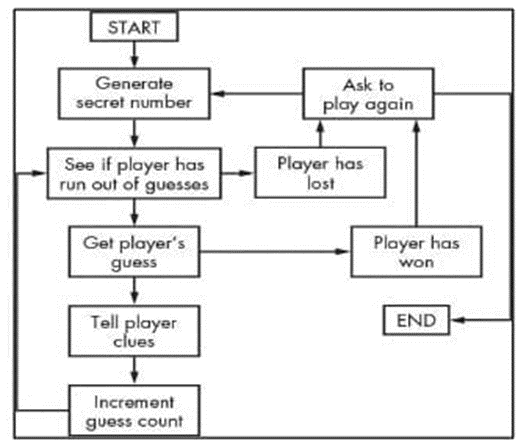 START
Generate
secret number
Ask to
play again
See if player has
run out of guesses
Player has
lost
Get player's
guess
Player has
won
Tell player
clues
END
Increment
guess count